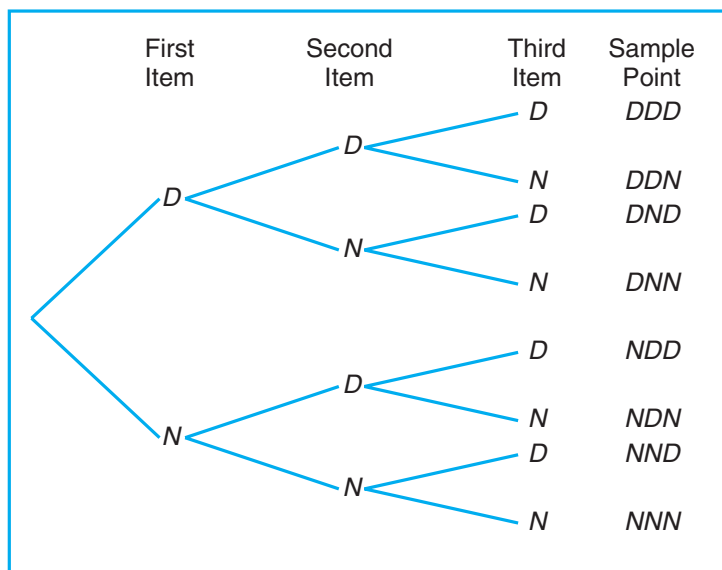 First Second Third Sample
Item Item Item Point
D DDD
D
N DDN
D
D DND
N
N DNN
D NDD
D
N NDN
N
D NND
N
N NNN